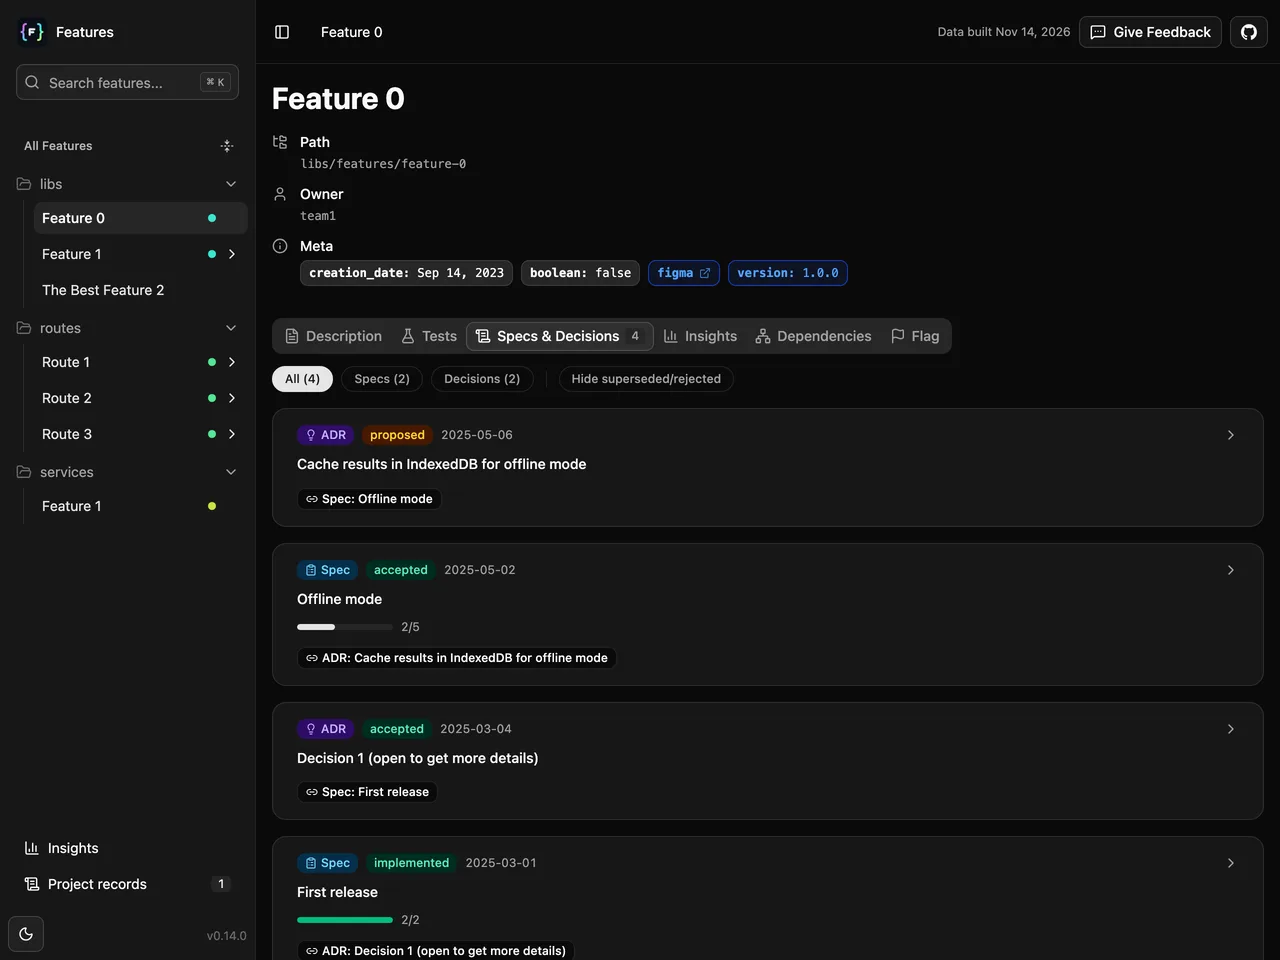 {F} Features
Search features... ⌘ K
All Features
libs
Feature 0
Feature 1
The Best Feature 2
routes
Route 1
Route 2
Route 3
services
Feature 1
Insights
Project records 1
v0.14.0
Feature 0
Data built Nov 14, 2026
Give Feedback
Feature 0
Path
libs/features/feature-0
Owner
team1
Meta
creation_date: Sep 14, 2023 boolean: false figma version: 1.0.0
Description Tests Specs & Decisions 4 Insights Dependencies Flag
All (4) Specs (2) Decisions (2) Hide superseded/rejected
ADR proposed 2025-05-06
Cache results in IndexedDB for offline mode
Spec: Offline mode
Spec accepted 2025-05-02
Offline mode
2/5
ADR: Cache results in IndexedDB for offline mode
ADR accepted 2025-03-04
Decision 1 (open to get more details)
Spec: First release
Spec implemented 2025-03-01
First release
2/2
ADR: Decision 1 (open to get more details)